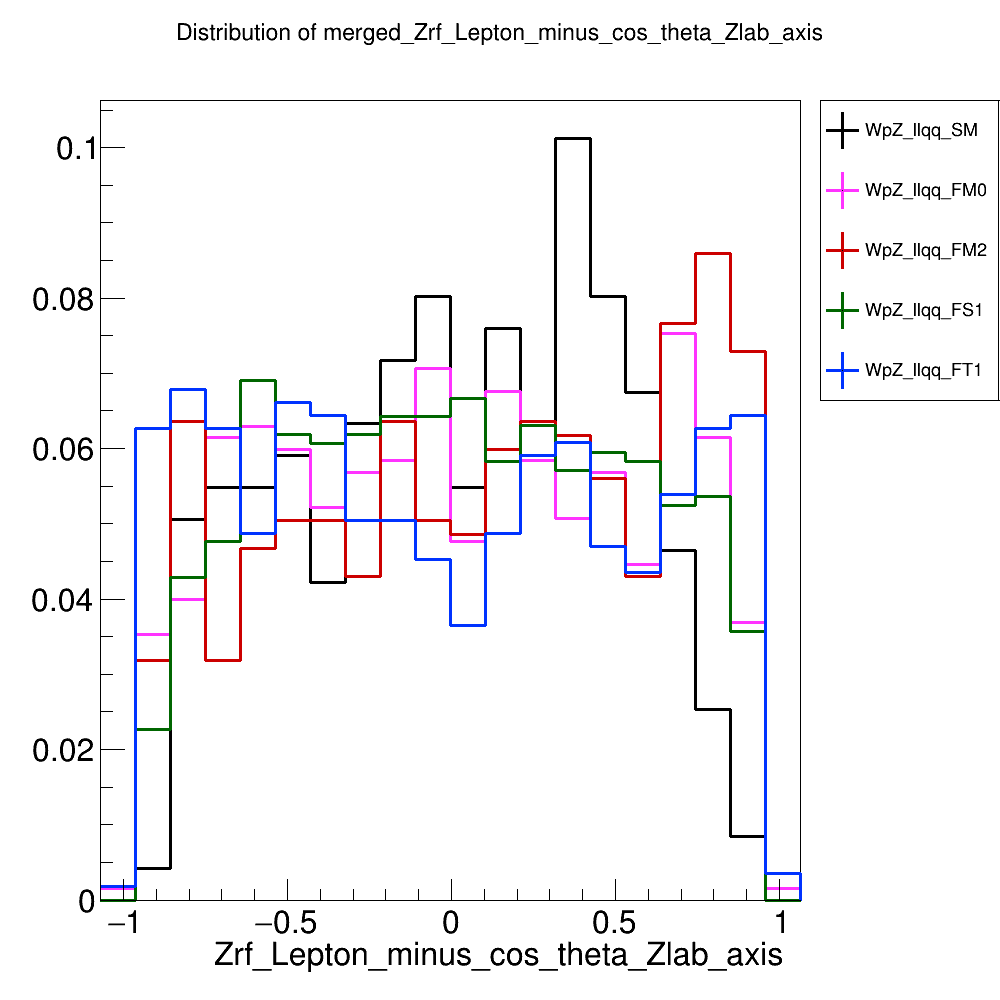 Distribution of merged_Zrf_Lepton_minus_cos_theta_Zlab_axis
WpZ_llqq_SM
WpZ_llqq_FM0
WpZ_llqq_FM2
WpZ_llqq_FS1
WpZ_llqq_FT1
0.1
0.08
0.06
0.04
0.02
0
−1
−0.5
0
0.5
1
Zrf_Lepton_minus_cos_theta_Zlab_axis